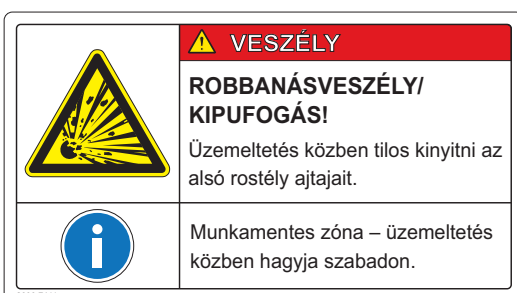 VESZÉLY
ROBBANÁSVESZÉLY/
KIPUFOGÁS!
Üzemeltetés közben tilos kinyitni az
alsó rostély ajtajait.
Munkamentes zóna – üzemeltetés
közben hagyja szabadon.